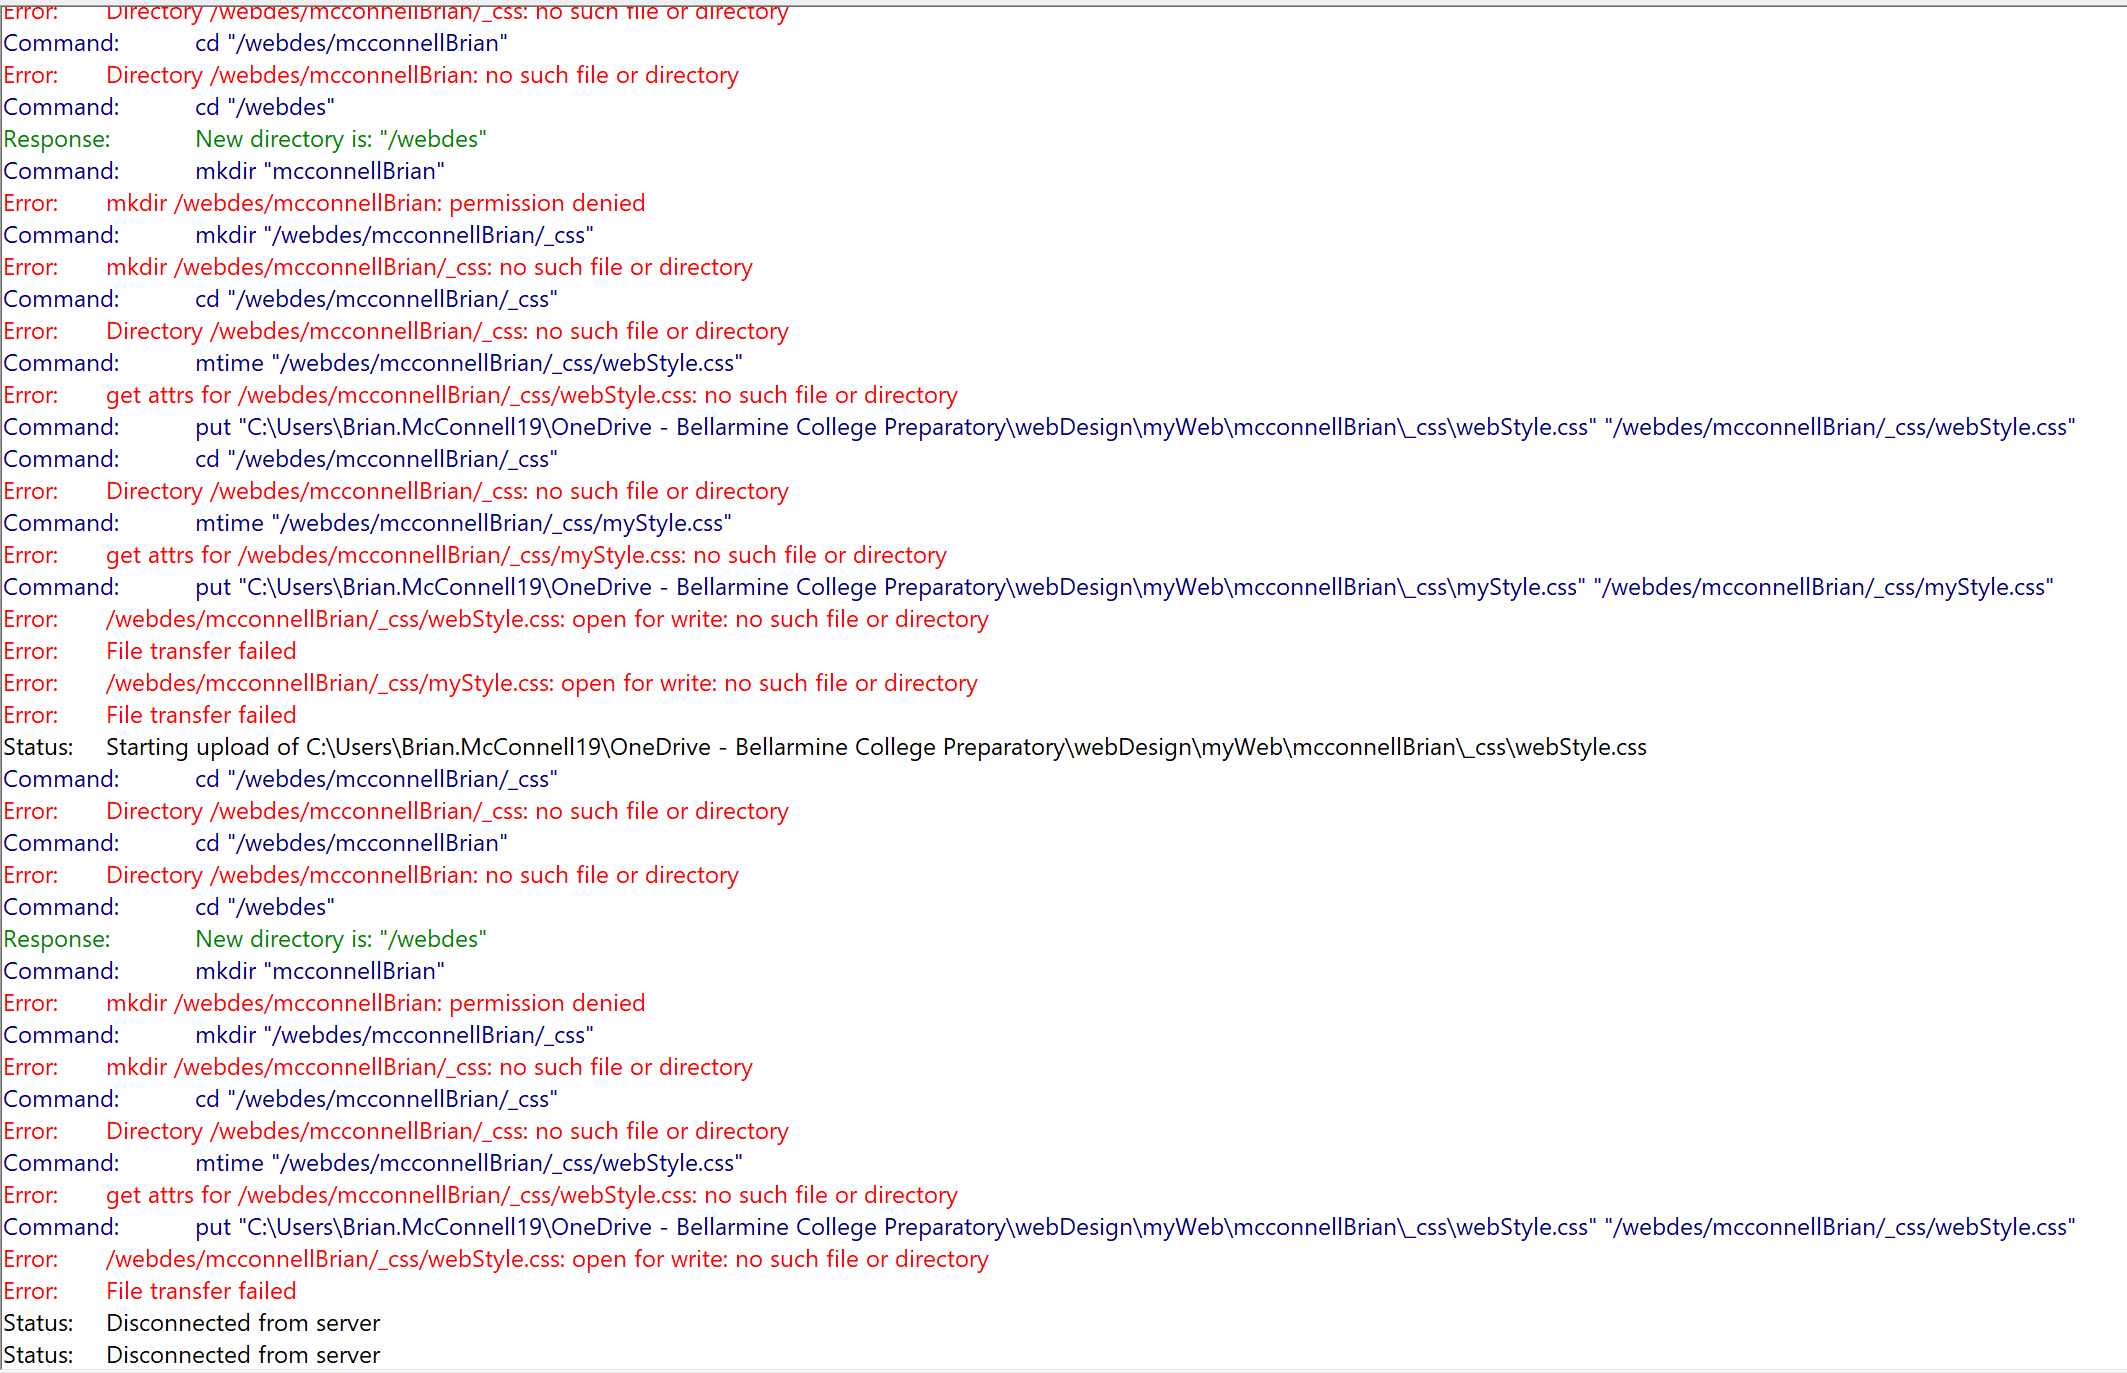 Error: Directory /webdes/mcconnellBrian/_css: no such file or directory
Command: cd "/webdes/mcconnellBrian"
Error: Directory /webdes/mcconnellBrian: no such file or directory
Command: cd "/webdes"
Response: New directory is: "/webdes"
Command: mkdir "mcconnellBrian"
Error: mkdir /webdes/mcconnellBrian: permission denied
Command: mkdir "/webdes/mcconnellBrian/_css"
Error: mkdir /webdes/mcconnellBrian/_css: no such file or directory
Command: cd "/webdes/mcconnellBrian/_css"
Error: Directory /webdes/mcconnellBrian/_css: no such file or directory
Command: mtime "/webdes/mcconnellBrian/_css/webStyle.css"
Error: get attrs for /webdes/mcconnellBrian/_css/webStyle.css: no such file or directory
Command: put "C:\Users\Brian.McConnell19\OneDrive - Bellarmine College Preparatory\webDesign\myWeb\mcconnellBrian\_css\webStyle.css" "/webdes/mcconnellBrian/_css/webStyle.css"
Command: cd "/webdes/mcconnellBrian/_css"
Error: Directory /webdes/mcconnellBrian/_css: no such file or directory
Command: mtime "/webdes/mcconnellBrian/_css/myStyle.css"
Error: get attrs for /webdes/mcconnellBrian/_css/myStyle.css: no such file or directory
Command: put "C:\Users\Brian.McConnell19\OneDrive - Bellarmine College Preparatory\webDesign\myWeb\mcconnellBrian\_css\myStyle.css" "/webdes/mcconnellBrian/_css/myStyle.css"
Error: /webdes/mcconnellBrian/_css/webStyle.css: open for write: no such file or directory
Error: File transfer failed
Error: /webdes/mcconnellBrian/_css/myStyle.css: open for write: no such file or directory
Error: File transfer failed
Status: Starting upload of C:\Users\Brian.McConnell19\OneDrive - Bellarmine College Preparatory\webDesign\myWeb\mcconnellBrian\_css\webStyle.css
Command: cd "/webdes/mcconnellBrian/_css"
Error: Directory /webdes/mcconnellBrian/_css: no such file or directory
Command: cd "/webdes/mcconnellBrian"
Error: Directory /webdes/mcconnellBrian: no such file or directory
Command: cd "/webdes"
Response: New directory is: "/webdes"
Command: mkdir "mcconnellBrian"
Error: mkdir /webdes/mcconnellBrian: permission denied
Command: mkdir "/webdes/mcconnellBrian/_css"
Error: mkdir /webdes/mcconnellBrian/_css: no such file or directory
Command: cd "/webdes/mcconnellBrian/_css"
Error: Directory /webdes/mcconnellBrian/_css: no such file or directory
Command: mtime "/webdes/mcconnellBrian/_css/webStyle.css"
Error: get attrs for /webdes/mcconnellBrian/_css/webStyle.css: no such file or directory
Command: put "C:\Users\Brian.McConnell19\OneDrive - Bellarmine College Preparatory\webDesign\myWeb\mcconnellBrian\_css\webStyle.css" "/webdes/mcconnellBrian/_css/webStyle.css"
Error: /webdes/mcconnellBrian/_css/webStyle.css: open for write: no such file or directory
Error: File transfer failed
Status: Disconnected from server
Status: Disconnected from server